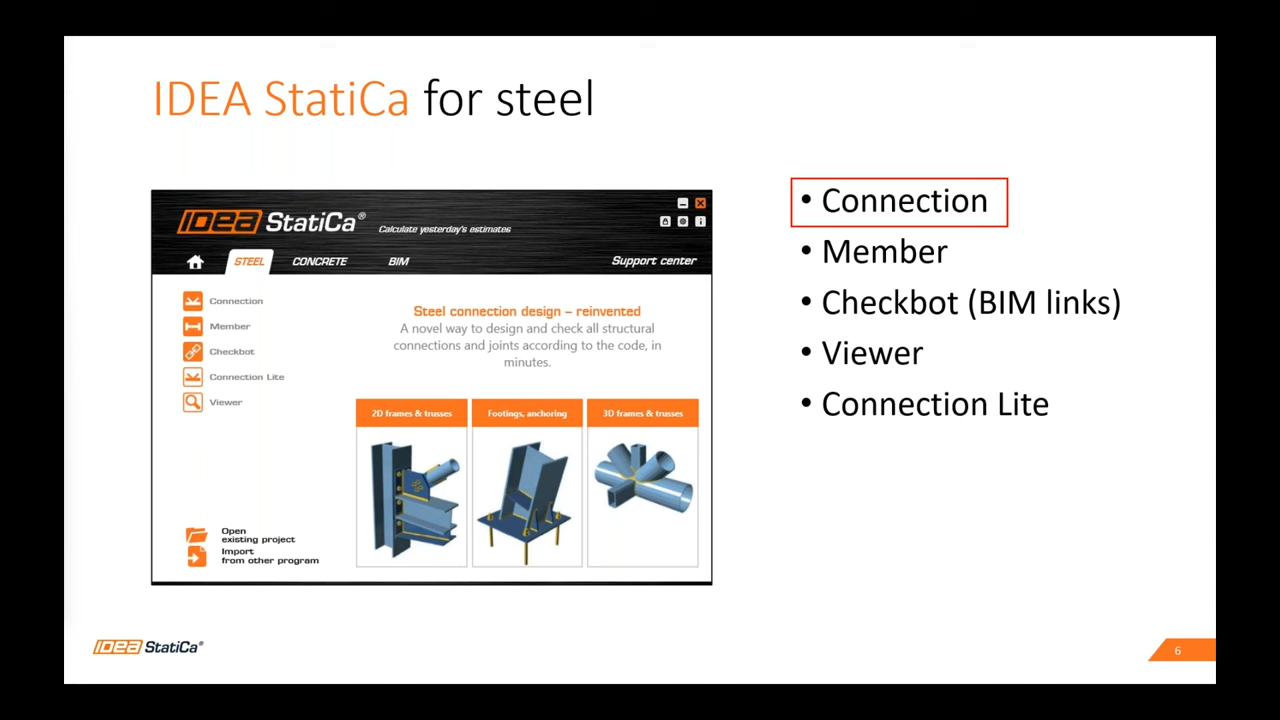 IDEA StatiCa for steel
IDEA StatiCa®
Calculate yesterday's estimates
STEEL CONCRETE BIM Support center
Connection
Member
Checkbot
Connection Lite
Viewer
Steel connection design – reinvented
A novel way to design and check all structural
connections and joints according to the code, in
minutes.
2D frames & trusses
Footings, anchoring
3D frames & trusses
Open
existing project
Import
from other program
• Connection
• Member
• Checkbot (BIM links)
• Viewer
• Connection Lite
IDEA StatiCa®
6